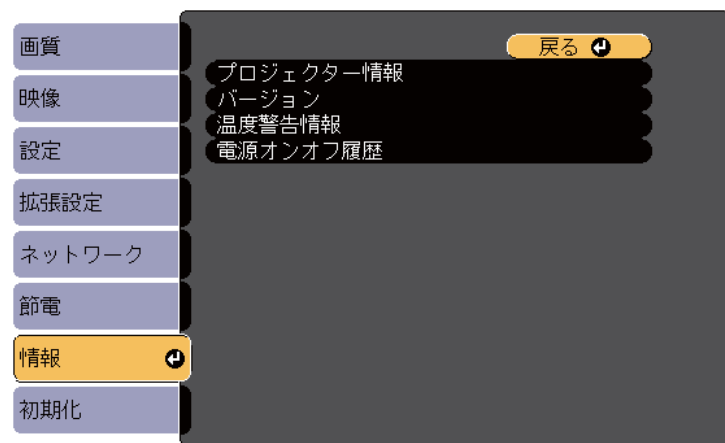 画質
映像
設定
拡張設定
ネットワーク
節電
情報
初期化
戻る
プロジェクター情報
バージョン
温度警告情報
電源オンオフ履歴